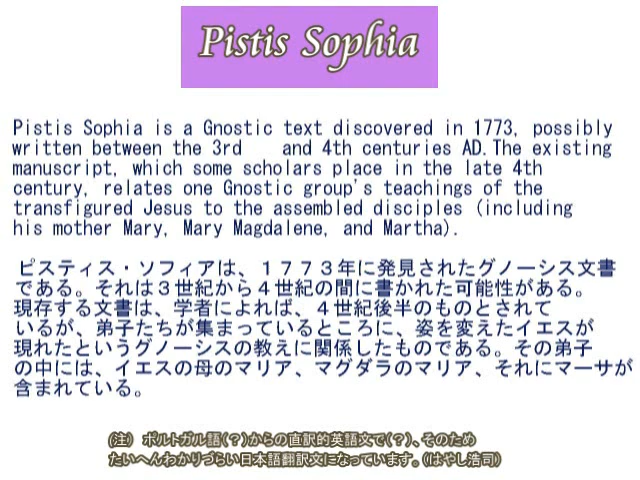 Pistis Sophia
Pistis Sophia is a Gnostic text discovered in 1773, possibly
written between the 3rd    and 4th centuries AD.The existing
manuscript, which some scholars place in the late 4th
century, relates one Gnostic group's teachings of the
transfigured Jesus to the assembled disciples (including
his mother Mary, Mary Magdalene, and Martha).
ピスティス・ソフィアは、１７７３年に発見されたグノーシス文書
である。それは３世紀から４世紀の間に書かれた可能性がある。
現存する文書は、学者によれば、４世紀後半のものとされて
いるが、弟子たちが集まっているところに、姿を変えたイエスが
現れたというグノーシスの教えに関係したものである。その弟子
の中には、イエスの母のマリア、マグダラのマリア、それにマーサが
含まれている。
(注)　ポルトガル語(？)からの直訳的英語文で(？)、そのため
たいへんわかりづらい日本語翻訳文になっています。(はやし浩司)